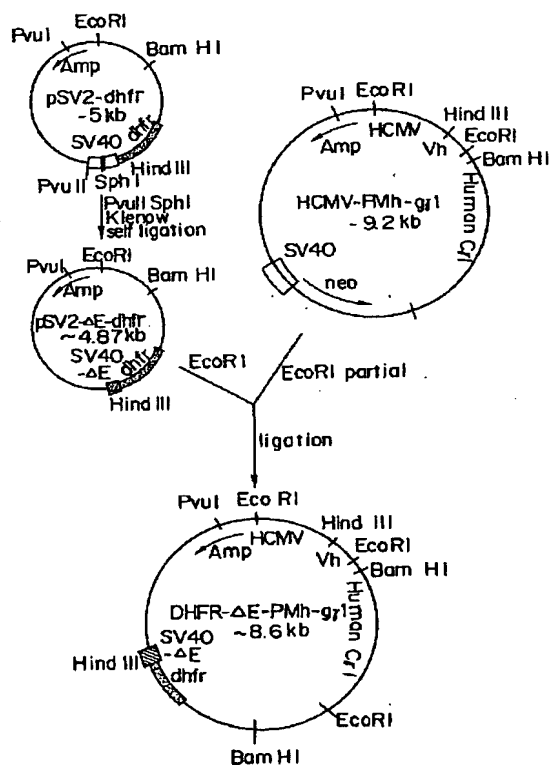 EcoRI
PvuI
Bam HI
Amp
pSV2-dhfr
~5 kb
SV40
dhfr
PvuII
SphI
Hind III
PvuII SphI
Klenow
self ligation
EcoRI
PvuI
Bam HI
Amp
pSV2-ΔE-dhfr
~4.87kb
SV40
-ΔE
dhfr
Hind III
EcoRI
PvuI
HCMV
Hind III
Amp
Vh
EcoRI
Bam HI
HCMV-PMh-gγ1
~9.2 kb
Human Cγ1
SV40
neo
EcoRI
EcoRI partial
ligation
Eco RI
PvuI
HCMV
Hind III
Amp
Vh
EcoRI
Bam HI
DHFR-ΔE-PMh-gγ1
~8.6 kb
Human Cγ1
SV40
-ΔE
Hind III
dhfr
EcoRI
Bam HI